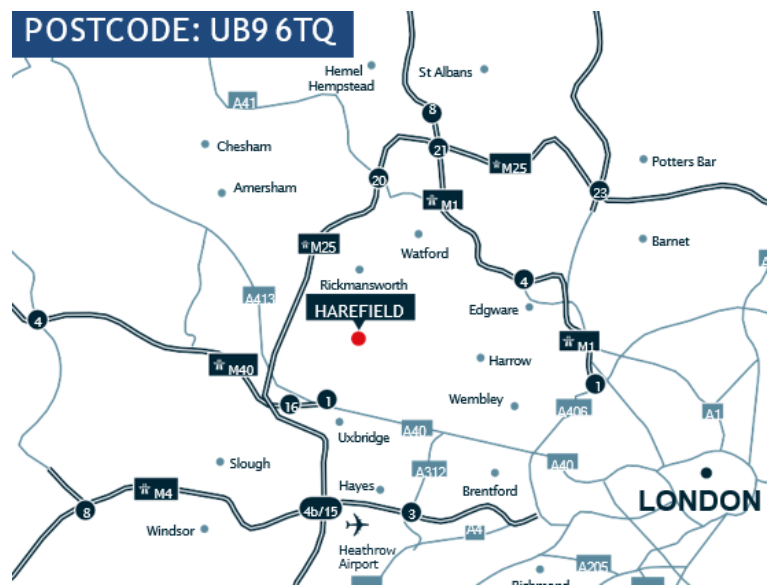 POSTCODE: UB9 6TQ
Hemel
Hempstead
St Albans
A41
8
Chesham
21
M25
Potters Bar
20
Amersham
23
M1
M25
Watford
Barnet
Rickmansworth
4
A413
Edgware
HAREFIELD
4
M1
Harrow
M40
1
16
1
Wembley
A406
A1
Uxbridge
A40
Slough
A312
A40
M4
Hayes
Brentford
LONDON
8
4b/15
3
Windsor
A4
Heathrow
Airport
A205